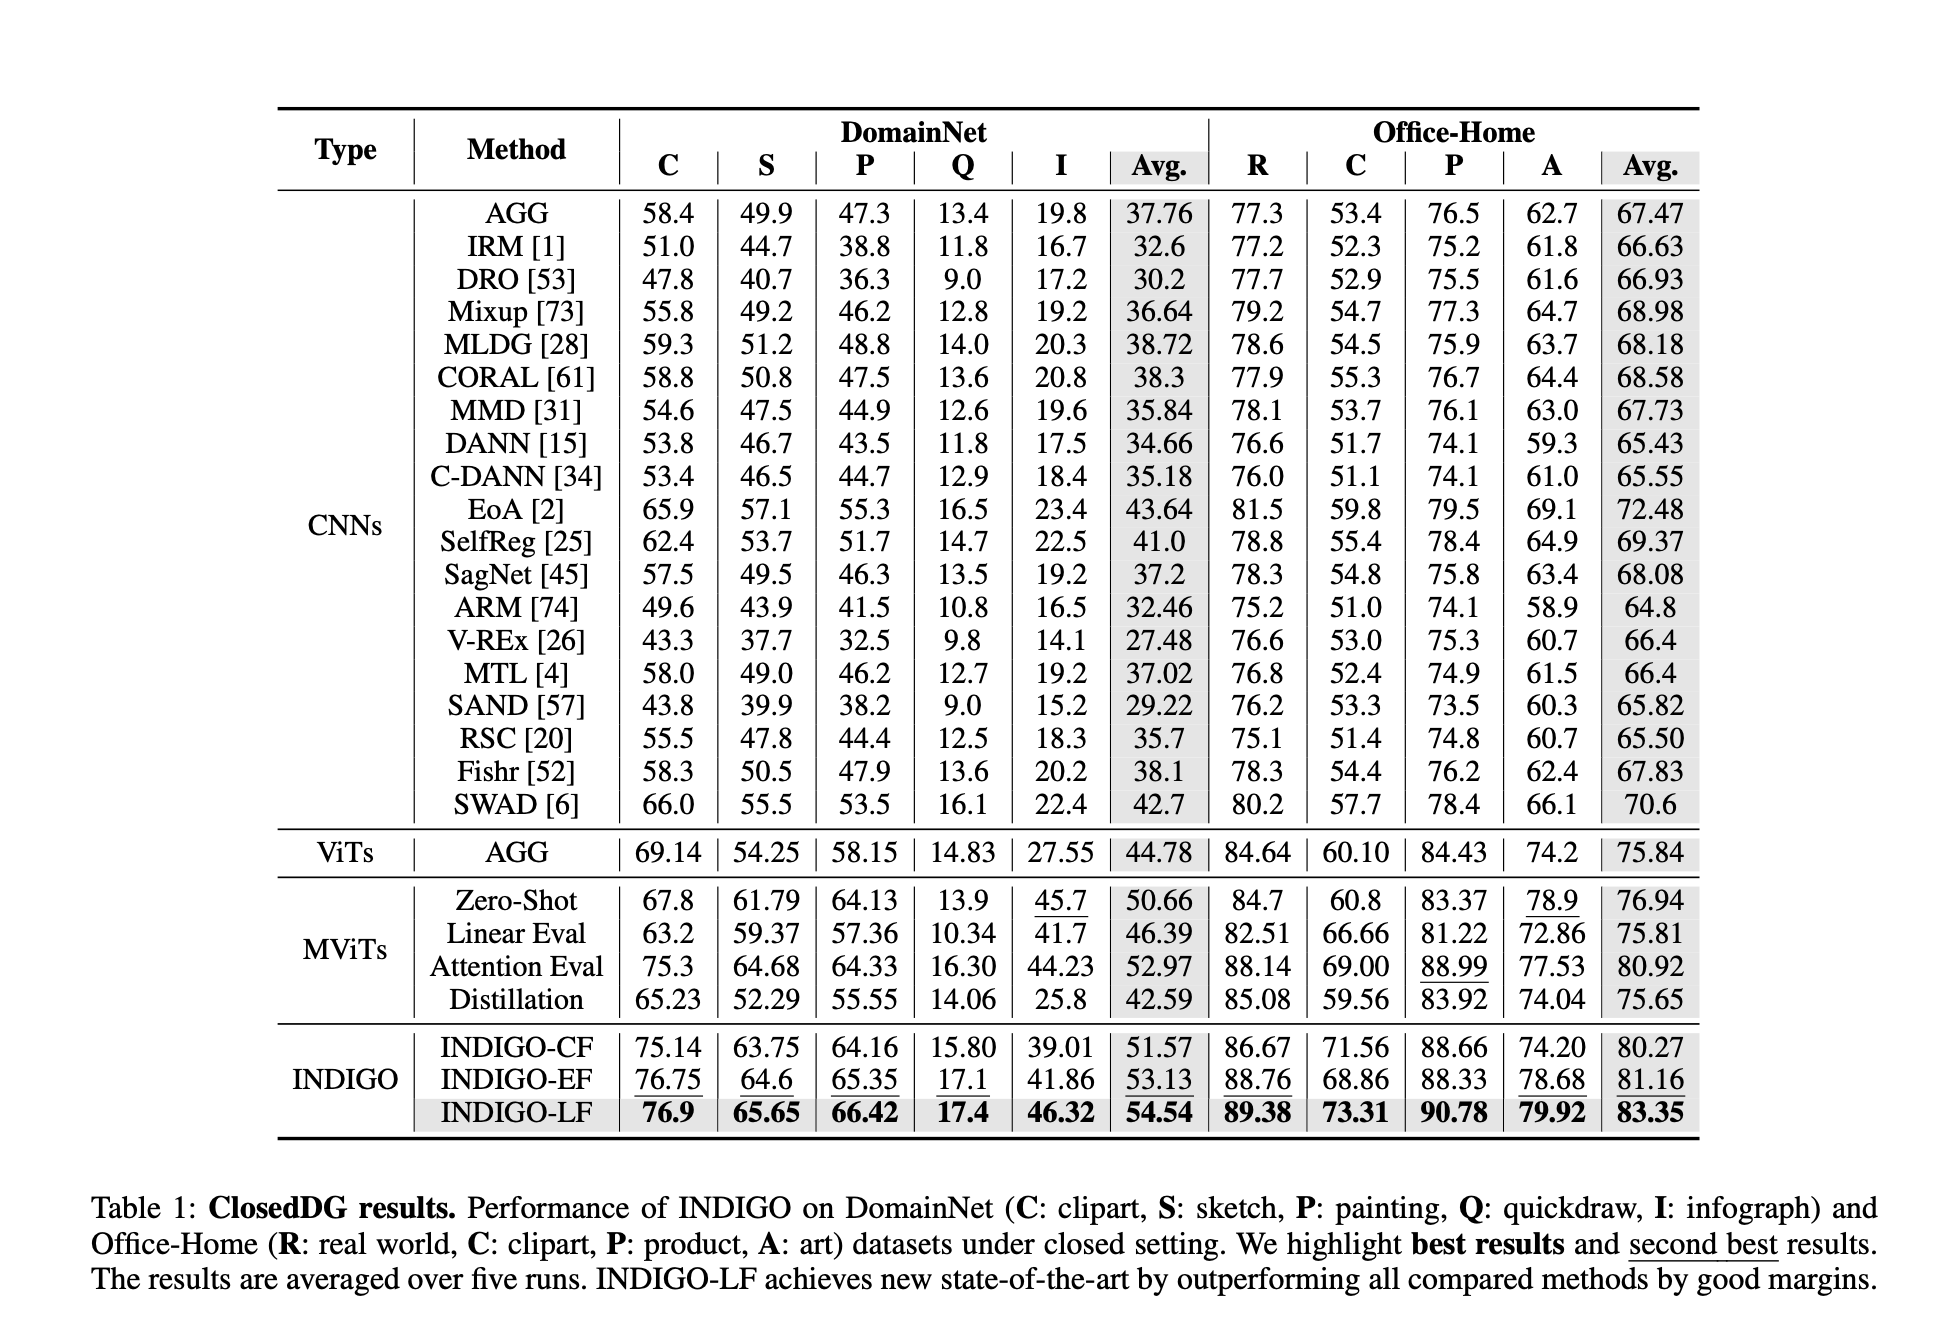 Type Method DomainNet Office-Home
C S P Q I Avg. R C P A Avg.
AGG 58.4 49.9 47.3 13.4 19.8 37.76 77.3 53.4 76.5 62.7 67.47
IRM [1] 51.0 44.7 38.8 11.8 16.7 32.6 77.2 52.3 75.2 61.8 66.63
DRO [53] 47.8 40.7 36.3 9.0 17.2 30.2 77.7 52.9 75.5 61.6 66.93
Mixup [73] 55.8 49.2 46.2 12.8 19.2 36.64 79.2 54.7 77.3 64.7 68.98
MLDG [28] 59.3 51.2 48.8 14.0 20.3 38.72 78.6 54.5 75.9 63.7 68.18
CORAL [61] 58.8 50.8 47.5 13.6 20.8 38.3 77.9 55.3 76.7 64.4 68.58
MMD [31] 54.6 47.5 44.9 12.6 19.6 35.84 78.1 53.7 76.1 63.0 67.73
DANN [15] 53.8 46.7 43.5 11.8 17.5 34.66 76.6 51.7 74.1 59.3 65.43
C-DANN [34] 53.4 46.5 44.7 12.9 18.4 35.18 76.0 51.1 74.1 61.0 65.55
CNNs EoA [2] 65.9 57.1 55.3 16.5 23.4 43.64 81.5 59.8 79.5 69.1 72.48
SelfReg [25] 62.4 53.7 51.7 14.7 22.5 41.0 78.8 55.4 78.4 64.9 69.37
SagNet [45] 57.5 49.5 46.3 13.5 19.2 37.2 78.3 54.8 75.8 63.4 68.08
ARM [74] 49.6 43.9 41.5 10.8 16.5 32.46 75.2 51.0 74.1 58.9 64.8
V-REx [26] 43.3 37.7 32.5 9.8 14.1 27.48 76.6 53.0 75.3 60.7 66.4
MTL [4] 58.0 49.0 46.2 12.7 19.2 37.02 76.8 52.4 74.9 61.5 66.4
SAND [57] 43.8 39.9 38.2 9.0 15.2 29.22 76.2 53.3 73.5 60.3 65.82
RSC [20] 55.5 47.8 44.4 12.5 18.3 35.7 75.1 51.4 74.8 60.7 65.50
Fishr [52] 58.3 50.5 47.9 13.6 20.2 38.1 78.3 54.4 76.2 62.4 67.83
SWAD [6] 66.0 55.5 53.5 16.1 22.4 42.7 80.2 57.7 78.4 66.1 70.6
ViTs AGG 69.14 54.25 58.15 14.83 27.55 44.78 84.64 60.10 84.43 74.2 75.84
Zero-Shot 67.8 61.79 64.13 13.9 45.7 50.66 84.7 60.8 83.37 78.9 76.94
MViTs Linear Eval 63.2 59.37 57.36 10.34 41.7 46.39 82.51 66.66 81.22 72.86 75.81
Attention Eval 75.3 64.68 64.33 16.30 44.23 52.97 88.14 69.00 88.99 77.53 80.92
Distillation 65.23 52.29 55.55 14.06 25.8 42.59 85.08 59.56 83.92 74.04 75.65
INDIGO-CF 75.14 63.75 64.16 15.80 39.01 51.57 86.67 71.56 88.66 74.20 80.27
INDIGO INDIGO-EF 76.75 64.6 65.35 17.1 41.86 53.13 88.76 68.86 88.33 78.68 81.16
INDIGO-LF 76.9 65.65 66.42 17.4 46.32 54.54 89.38 73.31 90.78 79.92 83.35
Table 1: ClosedDG results. Performance of INDIGO on DomainNet (C: clipart, S: sketch, P: painting, Q: quickdraw, I: infograph) and
Office-Home (R: real world, C: clipart, P: product, A: art) datasets under closed setting. We highlight best results and second best results.
The results are averaged over five runs. INDIGO-LF achieves new state-of-the-art by outperforming all compared methods by good margins.